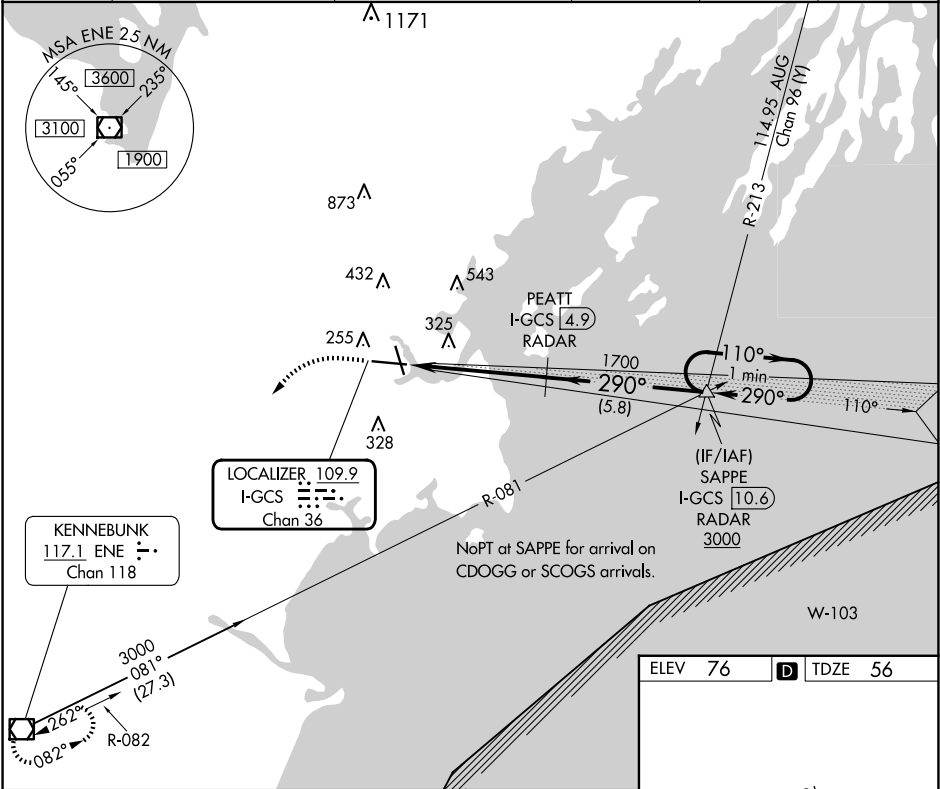 1171
MSA ENE 25 NM
145°
3600
235°
3100
1900
055°
114.95 AUG
Chan 96 (Y)
R-213
873
432
543
325
255
328
PEATT
I-GCS 4.9
RADAR
1700
290°
(5.8)
110°
1 min
290°
110°
LOCALIZER 109.9
I-GCS
Chan 36
(IF/IAF)
SAPPE
I-GCS 10.6
RADAR
3000
R-081
NoPT at SAPPE for arrival on
CDOGG or SCOGS arrivals.
KENNEBUNK
117.1 ENE
Chan 118
W-103
3000
081°
(27.3)
262°
082°
R-082
ELEV 76 D TDZE 56